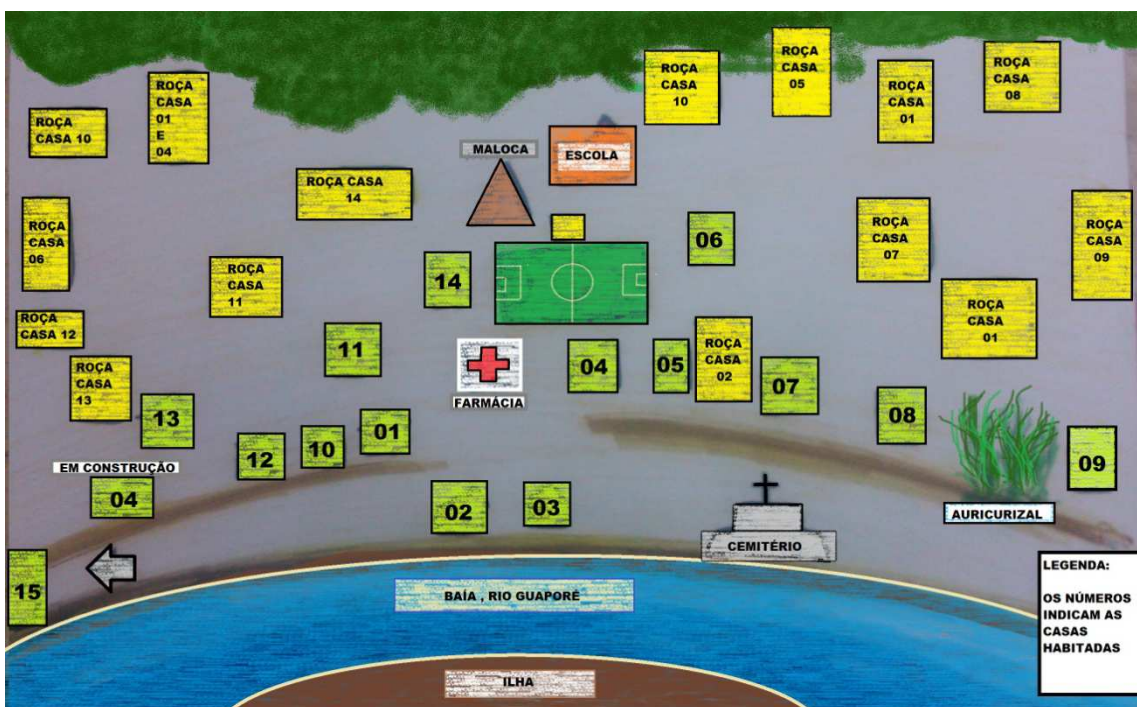 ROÇA
CASA
05
ROÇA
CASA
08
ROÇA
CASA
10
ROÇA
CASA
01
ROÇA
CASA
01
E
04
ROÇA
CASA 10
MALOCA
ESCOLA
ROÇA CASA
14
ROÇA
CASA
06
06
ROÇA
CASA
07
ROÇA
CASA
09
14
ROÇA
CASA
11
ROÇA
CASA
01
ROÇA
CASA 12
11
04
05
ROÇA
CASA
02
07
ROÇA
CASA
13
FARMÁCIA
13
01
08
12
10
09
EM CONSTRUÇÃO
04
02
03
AURICURIZAL
CEMITÉRIO
15
BAÍA , RIO GUAPORÉ
LEGENDA:
OS NÚMEROS
INDICAM AS
CASAS
HABITADAS
ILHA